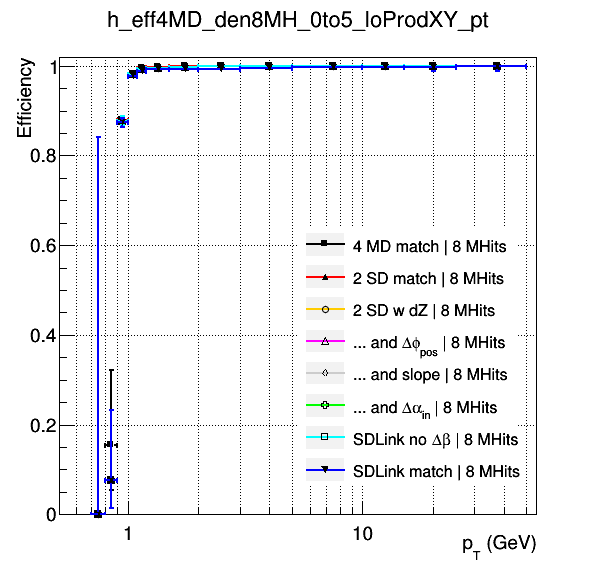 h_eff4MD_den8MH_0to5_loProdXY_pt
Efficiency
1
0.8
0.6
0.4
0.2
0
4 MD match | 8 MHits
2 SD match | 8 MHits
2 SD w dZ | 8 MHits
... and Δϕpos | 8 MHits
... and slope | 8 MHits
... and Δαin | 8 MHits
SDLink no Δβ | 8 MHits
SDLink match | 8 MHits
1
10
pT (GeV)